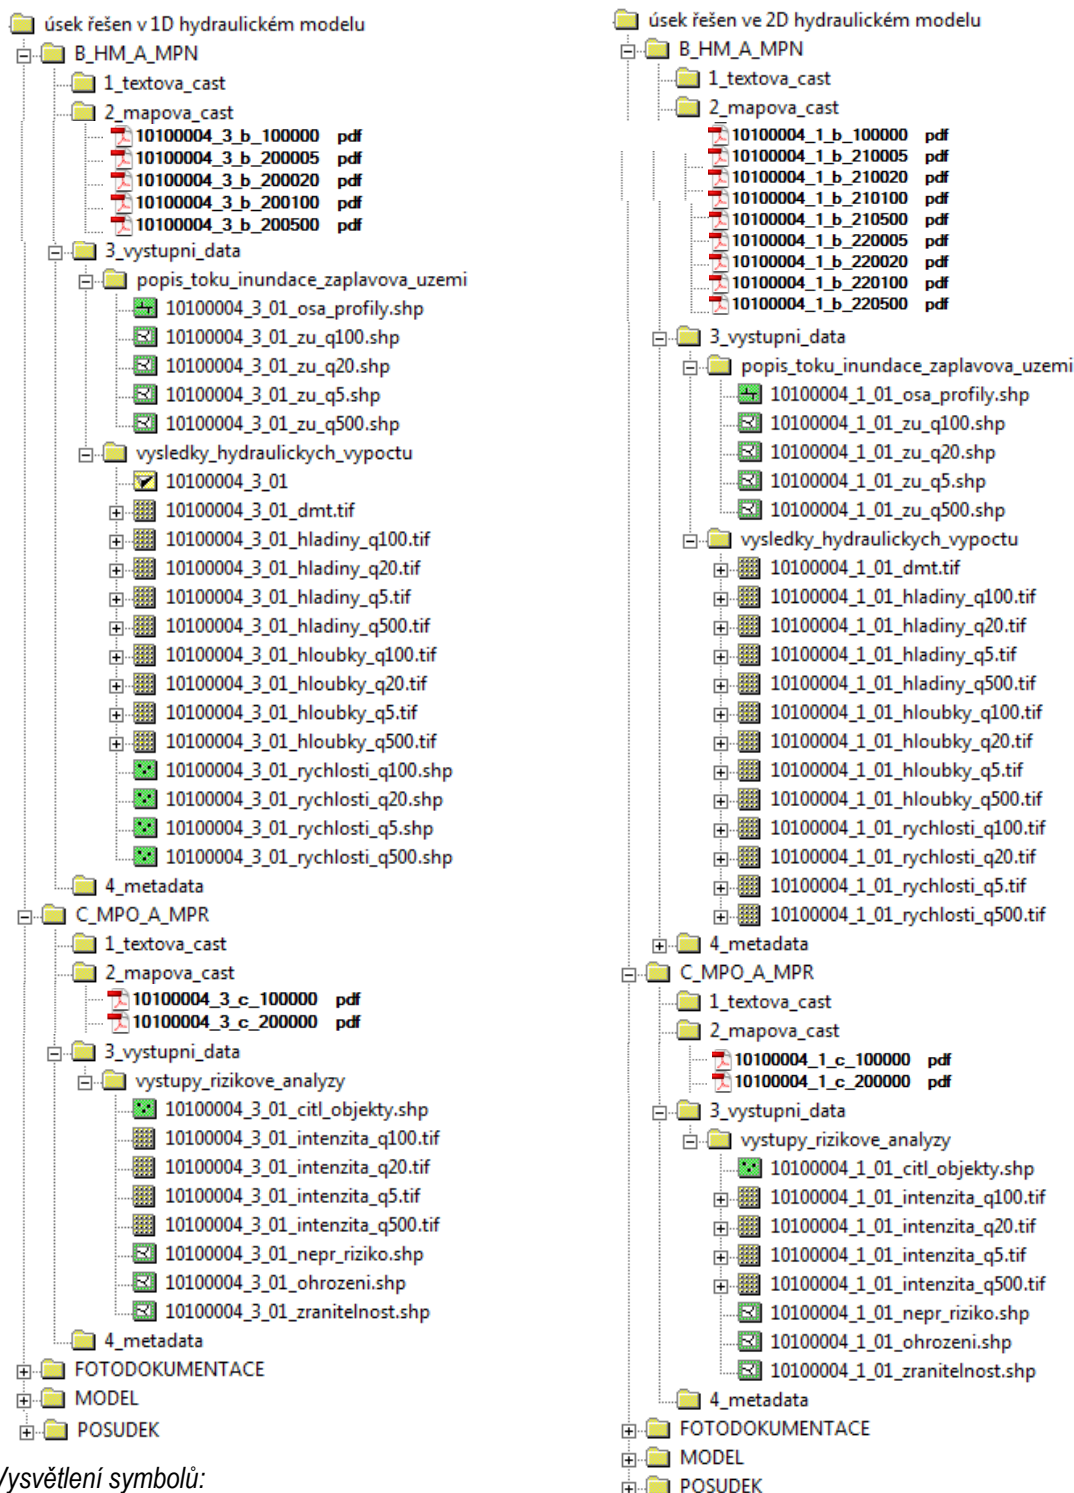 úsek řešen v 1D hydraulickém modelu
B_HM_A_MPN
1_textova_cast
2_mapova_cast
10100004_3_b_100000 pdf
10100004_3_b_200005 pdf
10100004_3_b_200020 pdf
10100004_3_b_200100 pdf
10100004_3_b_200500 pdf
3_vystupni_data
popis_toku_inundace_zaplavova_uzemi
10100004_3_01_osa_profily.shp
10100004_3_01_zu_q100.shp
10100004_3_01_zu_q20.shp
10100004_3_01_zu_q5.shp
10100004_3_01_zu_q500.shp
vysledky_hydraulickych_vypoctu
10100004_3_01
10100004_3_01_dmt.tif
10100004_3_01_hladiny_q100.tif
10100004_3_01_hladiny_q20.tif
10100004_3_01_hladiny_q5.tif
10100004_3_01_hladiny_q500.tif
10100004_3_01_hloubky_q100.tif
10100004_3_01_hloubky_q20.tif
10100004_3_01_hloubky_q5.tif
10100004_3_01_hloubky_q500.tif
10100004_3_01_rychlosti_q100.shp
10100004_3_01_rychlosti_q20.shp
10100004_3_01_rychlosti_q5.shp
10100004_3_01_rychlosti_q500.shp
4_metadata
C_MPO_A_MPR
1_textova_cast
2_mapova_cast
10100004_3_c_100000 pdf
10100004_3_c_200000 pdf
3_vystupni_data
vystupy_rizikove_analyzy
10100004_3_01_citl_objekty.shp
10100004_3_01_intenzita_q100.tif
10100004_3_01_intenzita_q20.tif
10100004_3_01_intenzita_q5.tif
10100004_3_01_intenzita_q500.tif
10100004_3_01_nepr_riziko.shp
10100004_3_01_ohrozeni.shp
10100004_3_01_zranitelnost.shp
4_metadata
FOTODOKUMENTACE
MODEL
POSUDEK
Vysvětlení symbolů:
úsek řešen ve 2D hydraulickém modelu
B_HM_A_MPN
1_textova_cast
2_mapova_cast
10100004_1_b_100000 pdf
10100004_1_b_210005 pdf
10100004_1_b_210020 pdf
10100004_1_b_210100 pdf
10100004_1_b_210500 pdf
10100004_1_b_220005 pdf
10100004_1_b_220020 pdf
10100004_1_b_220100 pdf
10100004_1_b_220500 pdf
3_vystupni_data
popis_toku_inundace_zaplavova_uzemi
10100004_1_01_osa_profily.shp
10100004_1_01_zu_q100.shp
10100004_1_01_zu_q20.shp
10100004_1_01_zu_q5.shp
10100004_1_01_zu_q500.shp
vysledky_hydraulickych_vypoctu
10100004_1_01_dmt.tif
10100004_1_01_hladiny_q100.tif
10100004_1_01_hladiny_q20.tif
10100004_1_01_hladiny_q5.tif
10100004_1_01_hladiny_q500.tif
10100004_1_01_hloubky_q100.tif
10100004_1_01_hloubky_q20.tif
10100004_1_01_hloubky_q5.tif
10100004_1_01_hloubky_q500.tif
10100004_1_01_rychlosti_q100.tif
10100004_1_01_rychlosti_q20.tif
10100004_1_01_rychlosti_q5.tif
10100004_1_01_rychlosti_q500.tif
4_metadata
C_MPO_A_MPR
1_textova_cast
2_mapova_cast
10100004_1_c_100000 pdf
10100004_1_c_200000 pdf
3_vystupni_data
vystupy_rizikove_analyzy
10100004_1_01_citl_objekty.shp
10100004_1_01_intenzita_q100.tif
10100004_1_01_intenzita_q20.tif
10100004_1_01_intenzita_q5.tif
10100004_1_01_intenzita_q500.tif
10100004_1_01_nepr_riziko.shp
10100004_1_01_ohrozeni.shp
10100004_1_01_zranitelnost.shp
4_metadata
FOTODOKUMENTACE
MODEL
POSUDEK